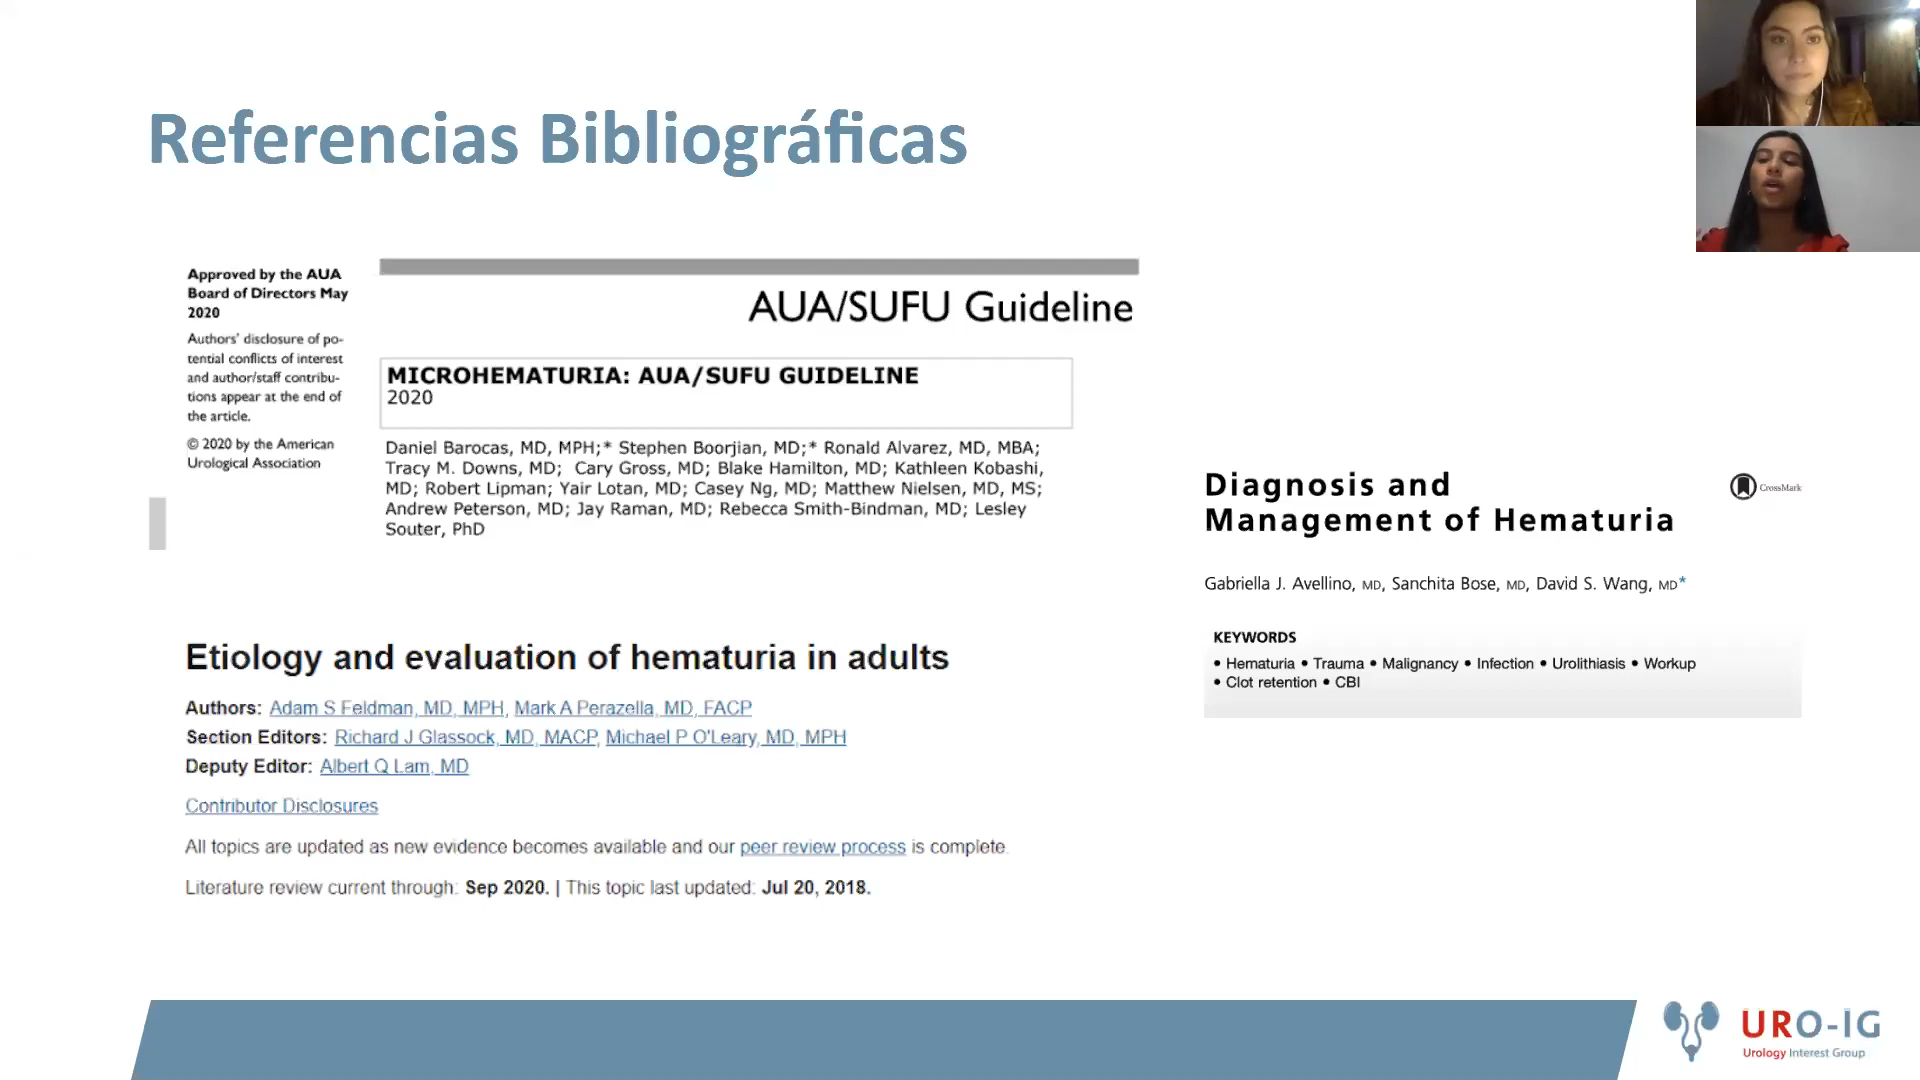 Referencias Bibliográficas
Approved by the AUA
Board of Directors May
2020
Authors' disclosure of po-
tential conflicts of interest
and author/staff contribu-
tions appear at the end of
the article.
© 2020 by the American
Urological Association
AUA/SUFU Guideline
MICROHEMATURIA: AUA/SUFU GUIDELINE
2020
Daniel Barocas, MD, MPH;* Stephen Boorjian, MD;* Ronald Alvarez, MD, MBA;
Tracy M. Downs, MD; Cary Gross, MD; Blake Hamilton, MD; Kathleen Kobashi,
MD; Robert Lipman; Yair Lotan, MD; Casey Ng, MD; Matthew Nielsen, MD, MS;
Andrew Peterson, MD; Jay Raman, MD; Rebecca Smith-Bindman, MD; Lesley
Souter, PhD
Diagnosis and
Management of Hematuria
CrossMark
Gabriella J. Avellino, MD, Sanchita Bose, MD, David S. Wang, MD*
KEYWORDS
• Hematuria • Trauma • Malignancy • Infection • Urolithiasis • Workup
• Clot retention • CBI
Etiology and evaluation of hematuria in adults
Authors: Adam S Feldman, MD, MPH, Mark A Perazella, MD, FACP
Section Editors: Richard J Glassock, MD, MACP, Michael P O'Leary, MD, MPH
Deputy Editor: Albert Q Lam, MD
Contributor Disclosures
All topics are updated as new evidence becomes available and our peer review process is complete.
Literature review current through: Sep 2020. | This topic last updated: Jul 20, 2018.
URO-IG
Urology Interest Group